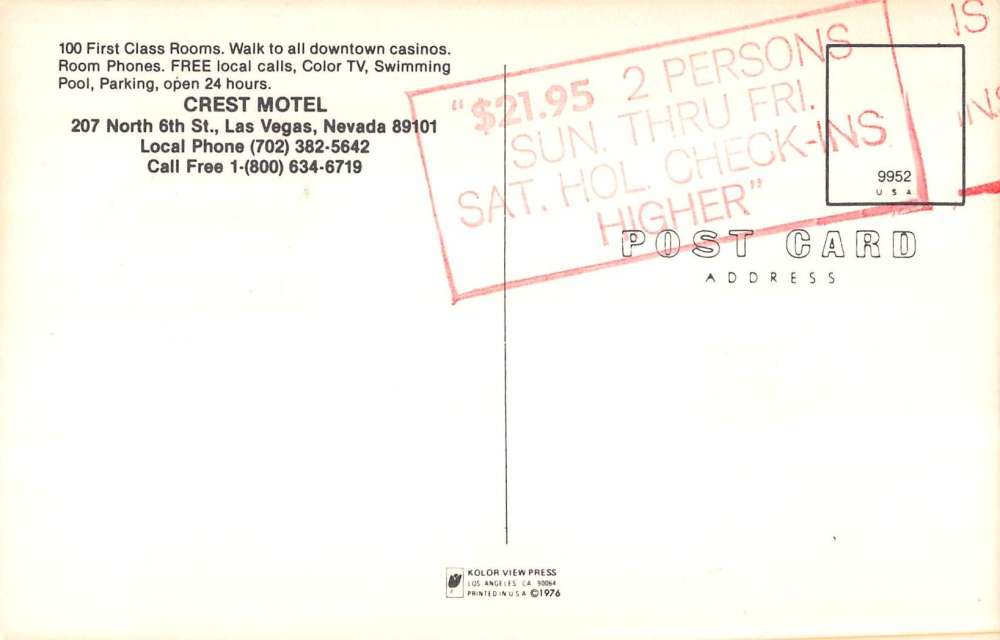 100 First Class Rooms. Walk to all downtown casinos.
Room Phones. FREE local calls, Color TV, Swimming
Pool, Parking, open 24 hours.
CREST MOTEL
207 North 6th St., Las Vegas, Nevada 89101
Local Phone (702) 382-5642
Call Free 1-(800) 634-6719
"$21.95 2 PERSONS
SUN. THRU FRI.
SAT. HOL. CHECK-INS
HIGHER"
IS
INS
9952
USA
POST CARD
ADDRESS
KOLOR VIEW PRESS
LOS ANGELES CA 90064
PRINTED IN U.S.A ©1976